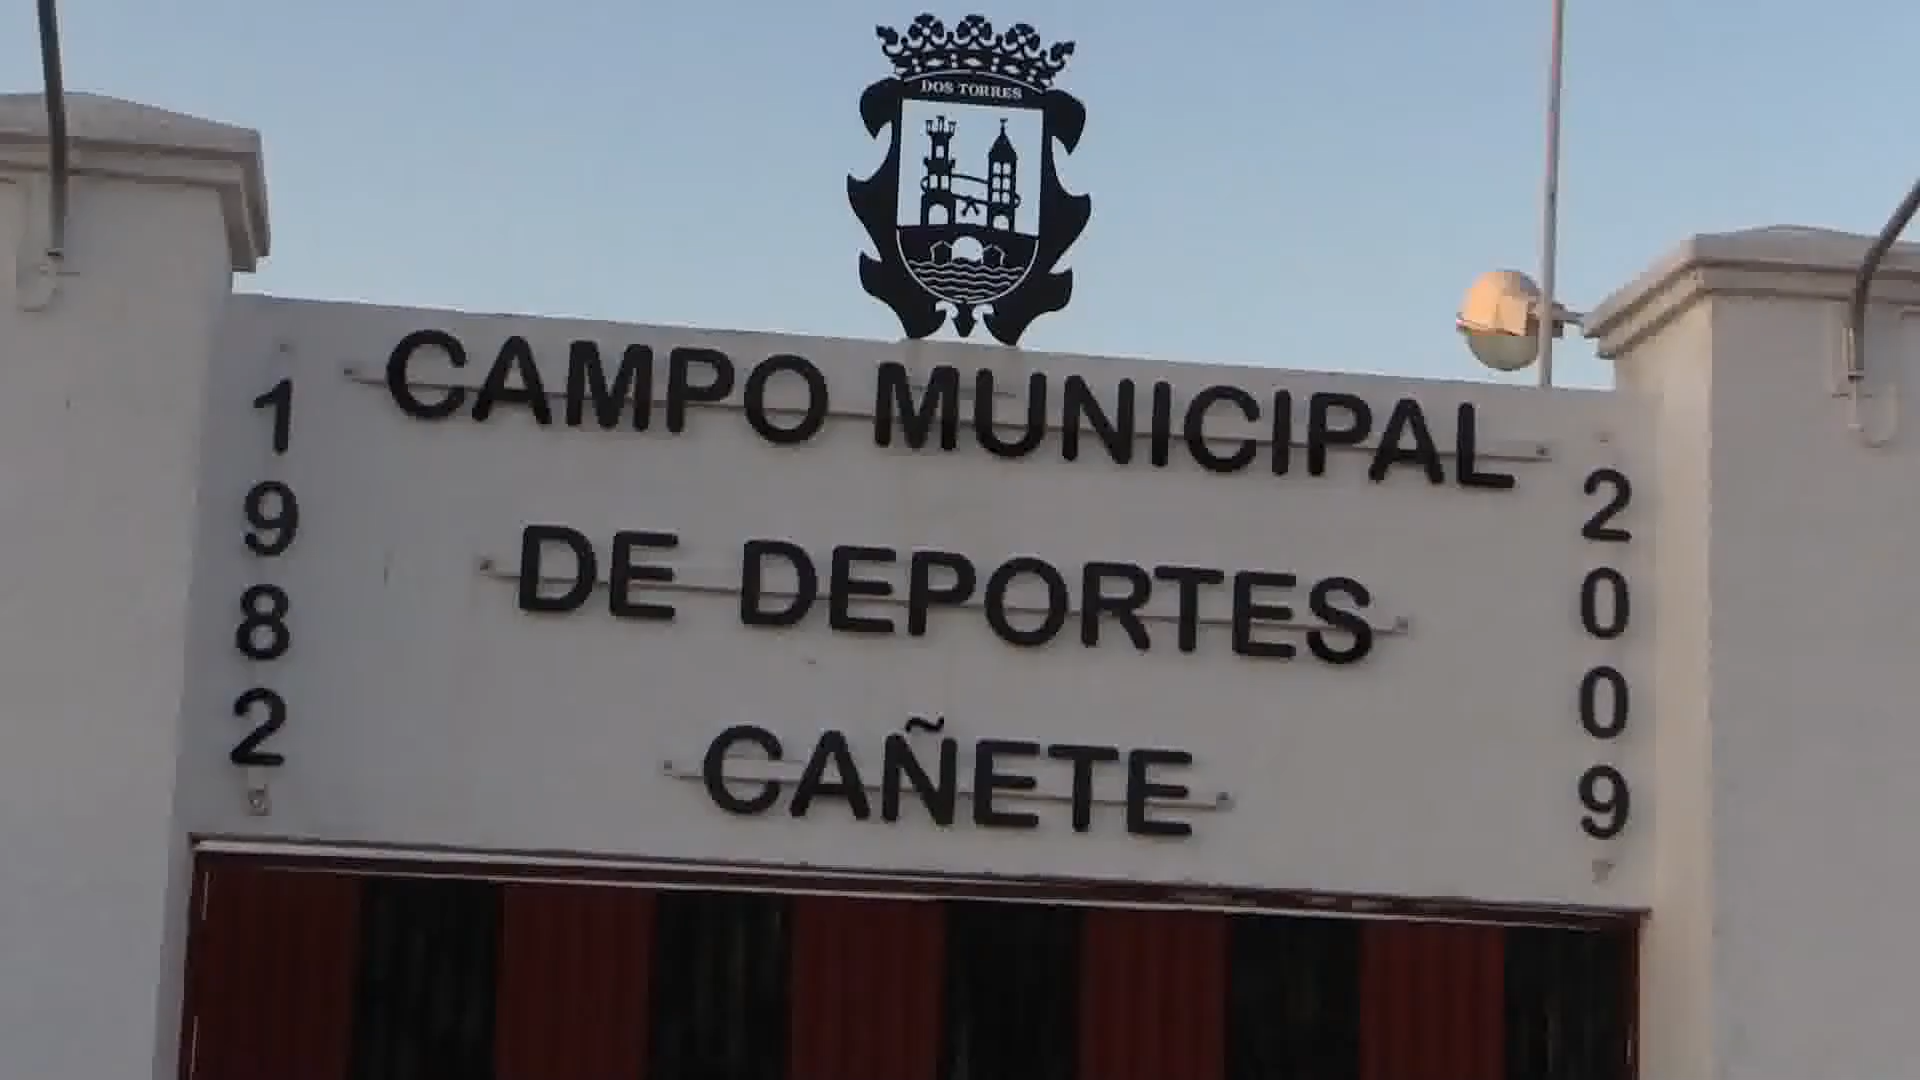 DOS TORRES
CAMPO MUNICIPAL
DE DEPORTES
CAÑETE
1982
2009